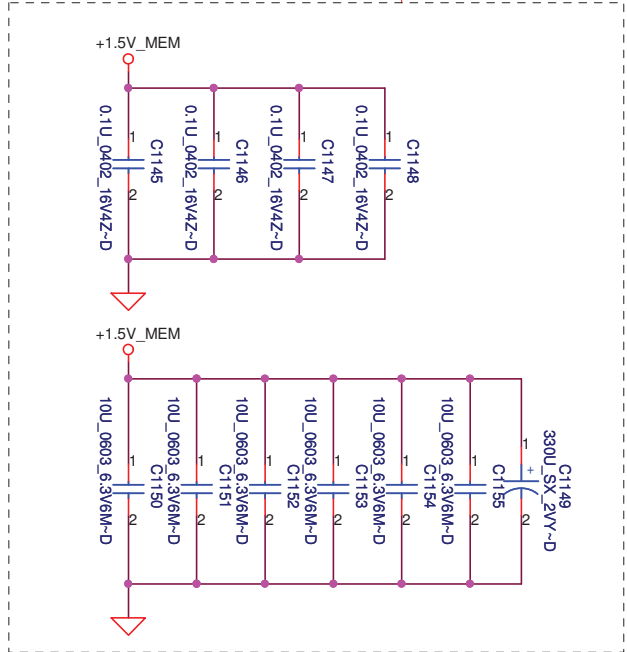 +1.5V_MEM
1
2
C1145
0.1U_0402_16V4Z~D
1
2
C1146
0.1U_0402_16V4Z~D
1
2
C1147
0.1U_0402_16V4Z~D
1
2
C1148
0.1U_0402_16V4Z~D
+1.5V_MEM
1
2
C1150
10U_0603_6.3V6M~D
1
2
C1151
10U_0603_6.3V6M~D
1
2
C1152
10U_0603_6.3V6M~D
1
2
C1153
10U_0603_6.3V6M~D
1
2
C1154
10U_0603_6.3V6M~D
1
2
C1155
10U_0603_6.3V6M~D
1
+
2
C1149
330U_SX_2VY~D